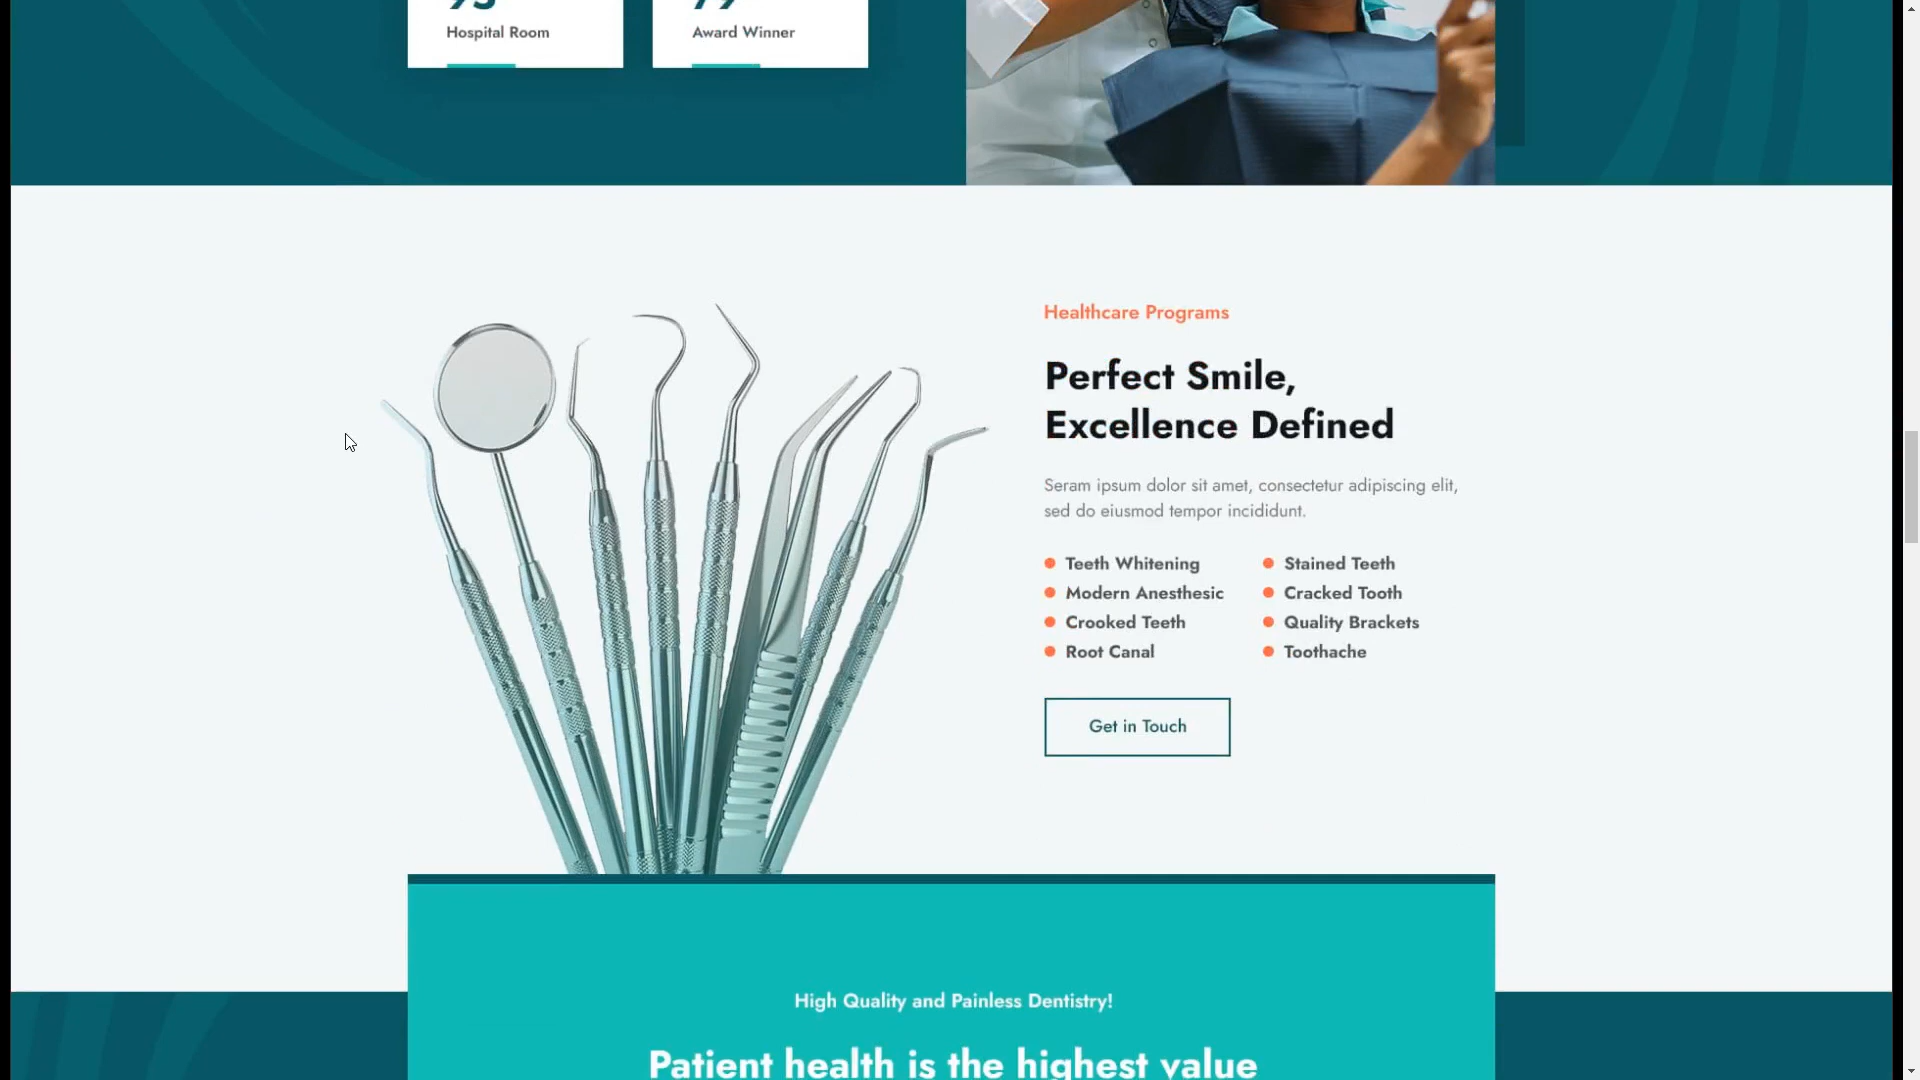 Hospital Room
Award Winner
Healthcare Programs
Perfect Smile,
Excellence Defined
Seram ipsum dolor sit amet, consectetur adipiscing elit,
sed do eiusmod tempor incididunt.
Teeth Whitening
Stained Teeth
Modern Anesthesic
Cracked Tooth
Crooked Teeth
Quality Brackets
Root Canal
Toothache
Get in Touch
High Quality and Painless Dentistry!
Patient health is the highest value